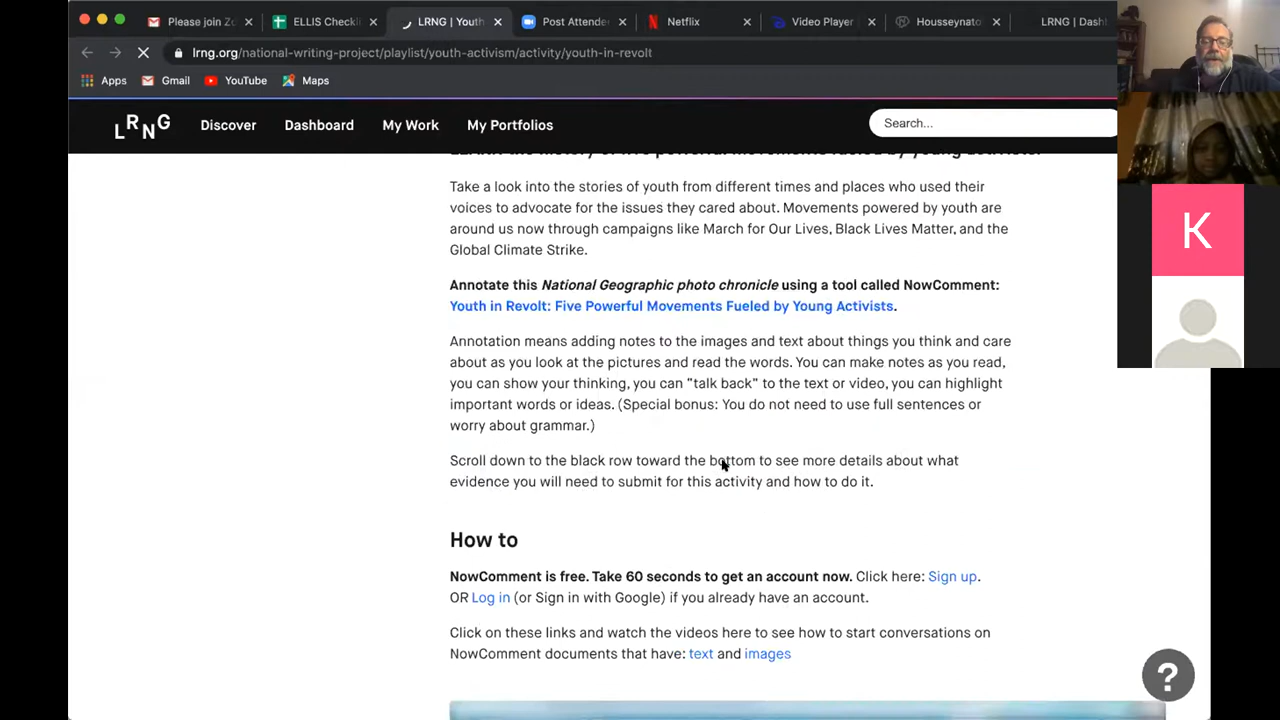 Please join Zo
ELLIS Checkl
LRNG | Youth
Post Attende
Netflix
Video Player
Housseynato
LRNG | Dash
lrng.org/national-writing-project/playlist/youth-activism/activity/youth-in-revolt
Apps
Gmail
YouTube
Maps
LRNG
Discover
Dashboard
My Work
My Portfolios
Search...
Take a look into the stories of youth from different times and places who used their
voices to advocate for the issues they cared about. Movements powered by youth are
around us now through campaigns like March for Our Lives, Black Lives Matter, and the
Global Climate Strike.
Annotate this National Geographic photo chronicle using a tool called NowComment:
Youth in Revolt: Five Powerful Movements Fueled by Young Activists.
Annotation means adding notes to the images and text about things you think and care
about as you look at the pictures and read the words. You can make notes as you read,
you can show your thinking, you can "talk back" to the text or video, you can highlight
important words or ideas. (Special bonus: You do not need to use full sentences or
worry about grammar.)
Scroll down to the black row toward the bottom to see more details about what
evidence you will need to submit for this activity and how to do it.
How to
NowComment is free. Take 60 seconds to get an account now. Click here: Sign up.
OR Log in (or Sign in with Google) if you already have an account.
Click on these links and watch the videos here to see how to start conversations on
NowComment documents that have: text and images
?
K